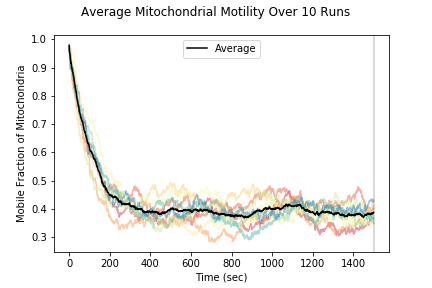 Average Mitochondrial Motility Over 10 Runs
Average
Mobile Fraction of Mitochondria
1.0
0.9
0.8
0.7
0.6
0.5
0.4
0.3
0 200 400 600 800 1000 1200 1400
Time (sec)